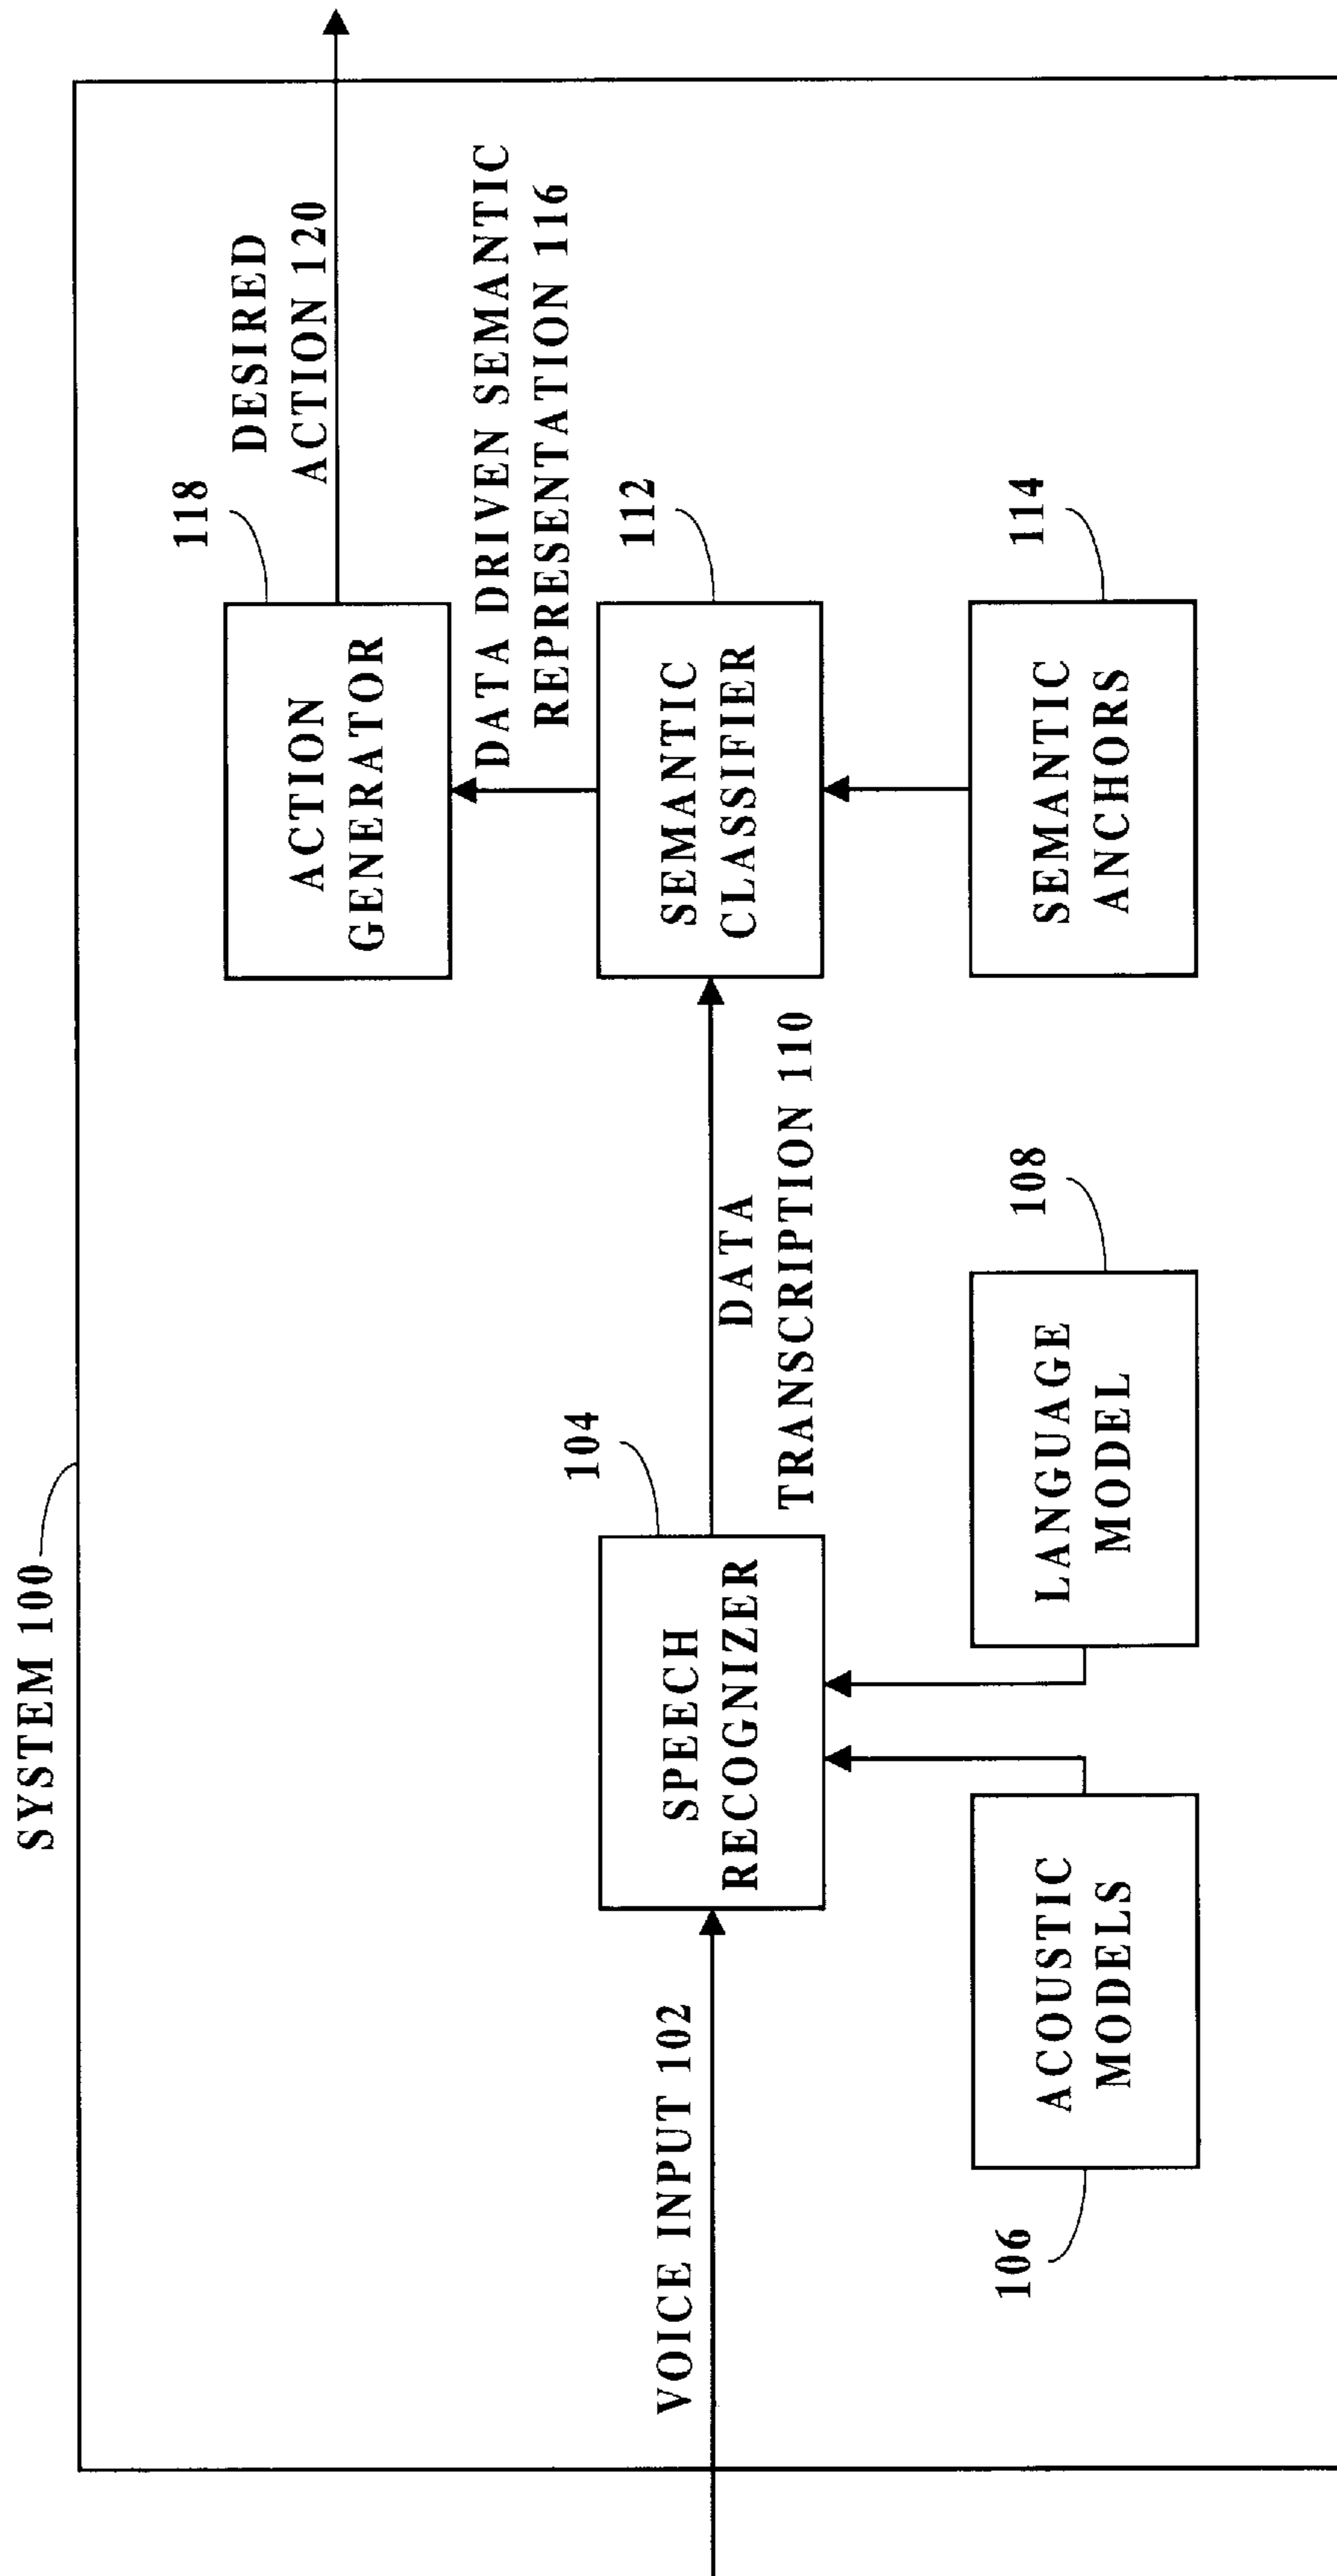 SYSTEM 100
118
DESIRED
ACTION 120
ACTION
GENERATOR
DATA DRIVEN SEMANTIC
REPRESENTATION 116
104
112
VOICE INPUT 102
SPEECH
RECOGNIZER
DATA
TRANSCRIPTION 110
SEMANTIC
CLASSIFIER
106
108
114
ACOUSTIC
MODELS
LANGUAGE
MODEL
SEMANTIC
ANCHORS